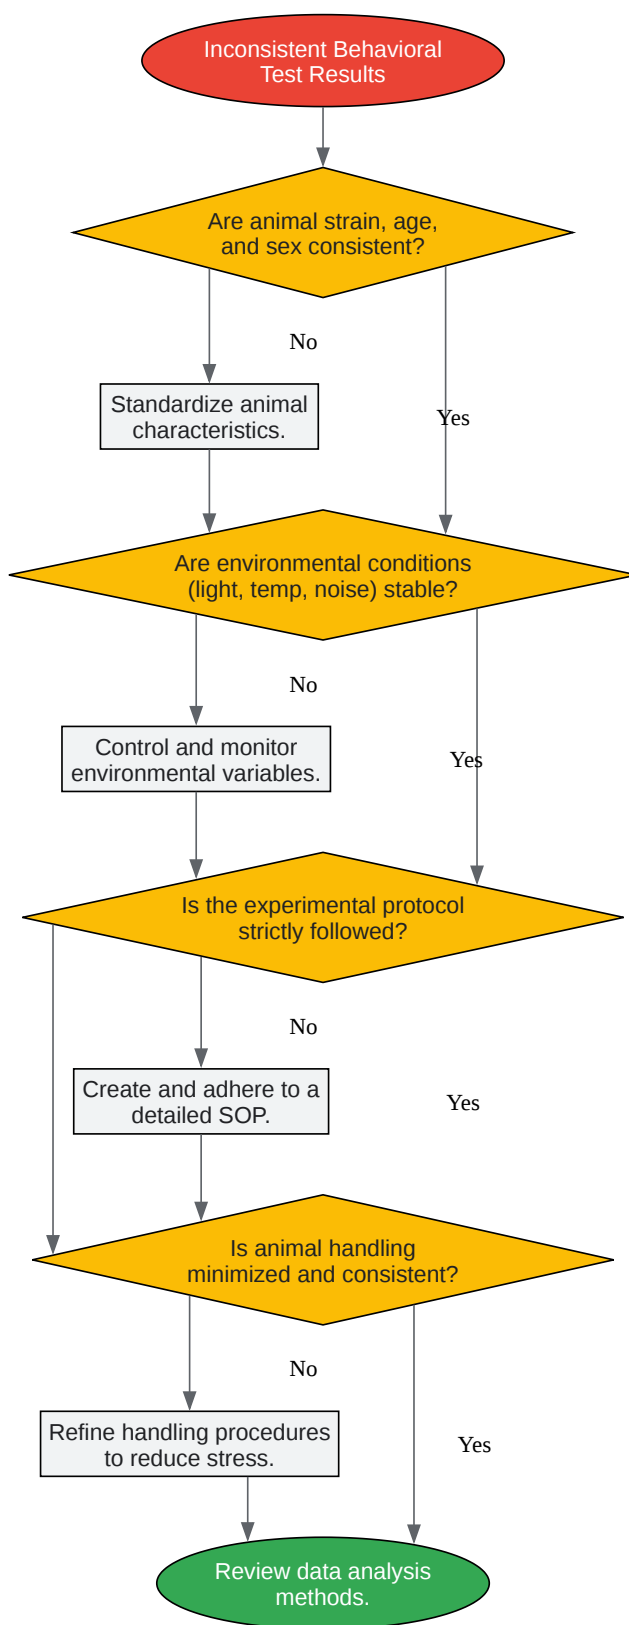 Inconsistent Behavioral
Test Results
Are animal strain, age,
and sex consistent?
No
Standardize animal
characteristics.
Yes
Are environmental conditions
(light, temp, noise) stable?
No
Control and monitor
environmental variables.
Yes
Is the experimental protocol
strictly followed?
No
Create and adhere to a
detailed SOP.
Yes
Is animal handling
minimized and consistent?
No
Refine handling procedures
to reduce stress.
Yes
Review data analysis
methods.